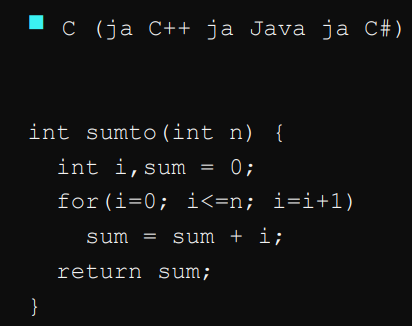 C (ja C++ ja Java ja C#)
int sumto(int n) {
  int i,sum = 0;
  for(i=0; i<=n; i=i+1)
    sum = sum + i;
  return sum;
}